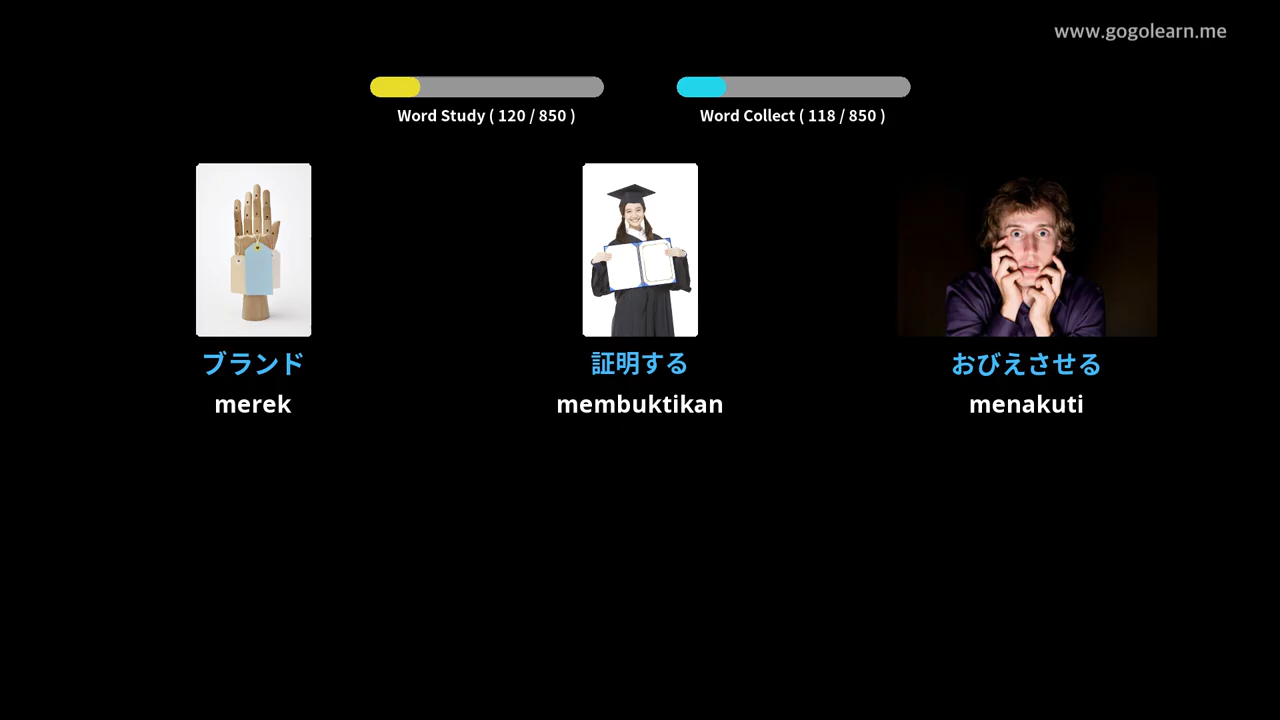 www.gogolearn.me
Word Study ( 120 / 850 )
Word Collect ( 118 / 850 )
ブランド
merek
証明する
membuktikan
おびえさせる
menakuti